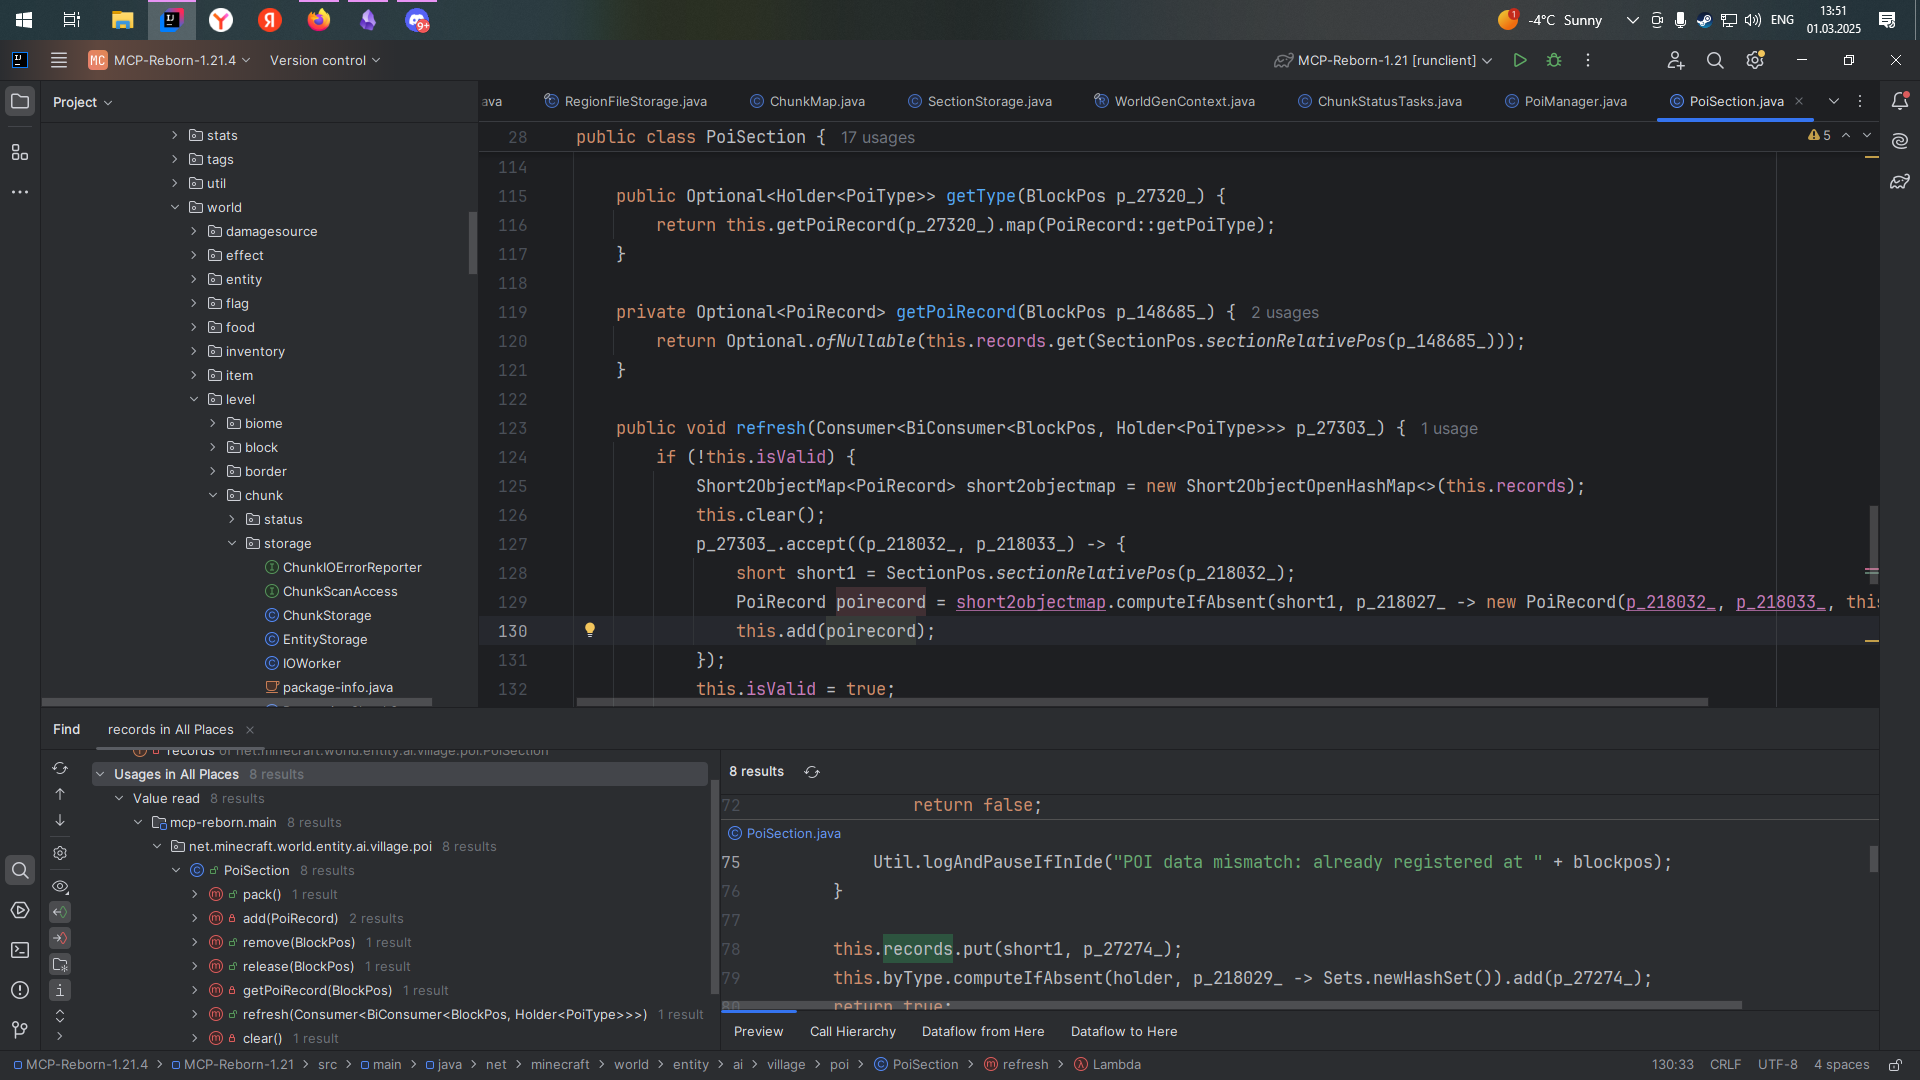 -4°C Sunny
ENG
13:51
01.03.2025
9+
1
MC MCP-Reborn-1.21.4
Version control
MCP-Reborn-1.21 [runclient]
Project
ava
RegionFileStorage.java
ChunkMap.java
SectionStorage.java
WorldGenContext.java
ChunkStatusTasks.java
PoiManager.java
PoiSection.java
stats
tags
util
world
damagesource
effect
entity
flag
food
inventory
item
level
biome
block
border
chunk
status
storage
ChunkIOErrorReporter
ChunkScanAccess
ChunkStorage
EntityStorage
IOWorker
package-info.java
28 public class PoiSection { 17 usages
5
114
115 public Optional<Holder<PoiType>> getType(BlockPos p_27320_) {
116 return this.getPoiRecord(p_27320_).map(PoiRecord::getPoiType);
117 }
118
119 private Optional<PoiRecord> getPoiRecord(BlockPos p_148685_) { 2 usages
120 return Optional.ofNullable(this.records.get(SectionPos.sectionRelativePos(p_148685_)));
121 }
122
123 public void refresh(Consumer<BiConsumer<BlockPos, Holder<PoiType>>> p_27303_) { 1 usage
124 if (!this.isValid) {
125 Short2ObjectMap<PoiRecord> short2objectmap = new Short2ObjectOpenHashMap<>(this.records);
126 this.clear();
127 p_27303_.accept((p_218032_, p_218033_) -> {
128 short short1 = SectionPos.sectionRelativePos(p_218032_);
129 PoiRecord poirecord = short2objectmap.computeIfAbsent(short1, p_218027_ -> new PoiRecord(p_218032_, p_218033_, this
130 this.add(poirecord);
131 });
132 this.isValid = true;
Find
records in All Places
records of net.minecraft.world.entity.ai.village.poi.PoiSection
Usages in All Places 8 results
Value read 8 results
mcp-reborn.main 8 results
net.minecraft.world.entity.ai.village.poi 8 results
PoiSection 8 results
pack() 1 result
add(PoiRecord) 2 results
remove(BlockPos) 1 result
release(BlockPos) 1 result
getPoiRecord(BlockPos) 1 result
refresh(Consumer<BiConsumer<BlockPos, Holder<PoiType>>>) 1 result
clear() 1 result
8 results
72 return false;
PoiSection.java
75 Util.logAndPauseIfInIde("POI data mismatch: already registered at " + blockpos);
76 }
77
78 this.records.put(short1, p_27274_);
79 this.byType.computeIfAbsent(holder, p_218029_ -> Sets.newHashSet()).add(p_27274_);
80 return true;
Preview
Call Hierarchy
Dataflow from Here
Dataflow to Here
MCP-Reborn-1.21.4 > MCP-Reborn-1.21 > src > main > java > net > minecraft > world > entity > ai > village > poi > PoiSection > refresh > Lambda
130:33 CRLF UTF-8 4 spaces